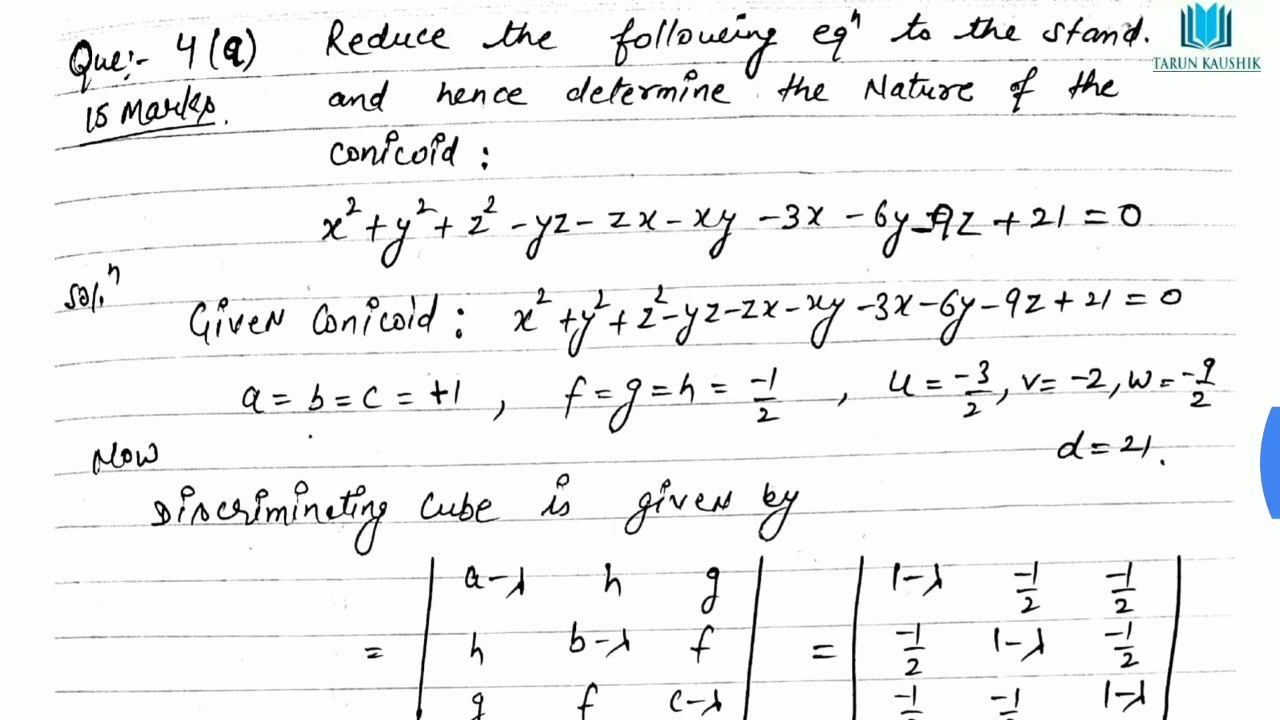 Que:- 4(a) Reduce the following eqⁿ to the stand.
TARUN KAUSHIK
15 Marks. and hence determine the Nature of the
conicoid :
x² + y² + z² - yz - zx - xy - 3x - 6y - 9z + 21 = 0
Solⁿ
Given Conicoid : x² + y² + z² - yz - zx - xy - 3x - 6y - 9z + 21 = 0
a = b = c = +1 , f = g = h = -1/2 , u = -3/2 , v = -2 , w = -9/2
d = 21.
Now
Discriminating Cube is given by
= | a-λ h g | = | 1-λ -1/2 -1/2 |
| h b-λ f | | -1/2 1-λ -1/2 |
| g f c-λ | | -1/2 -1/2 1-λ |